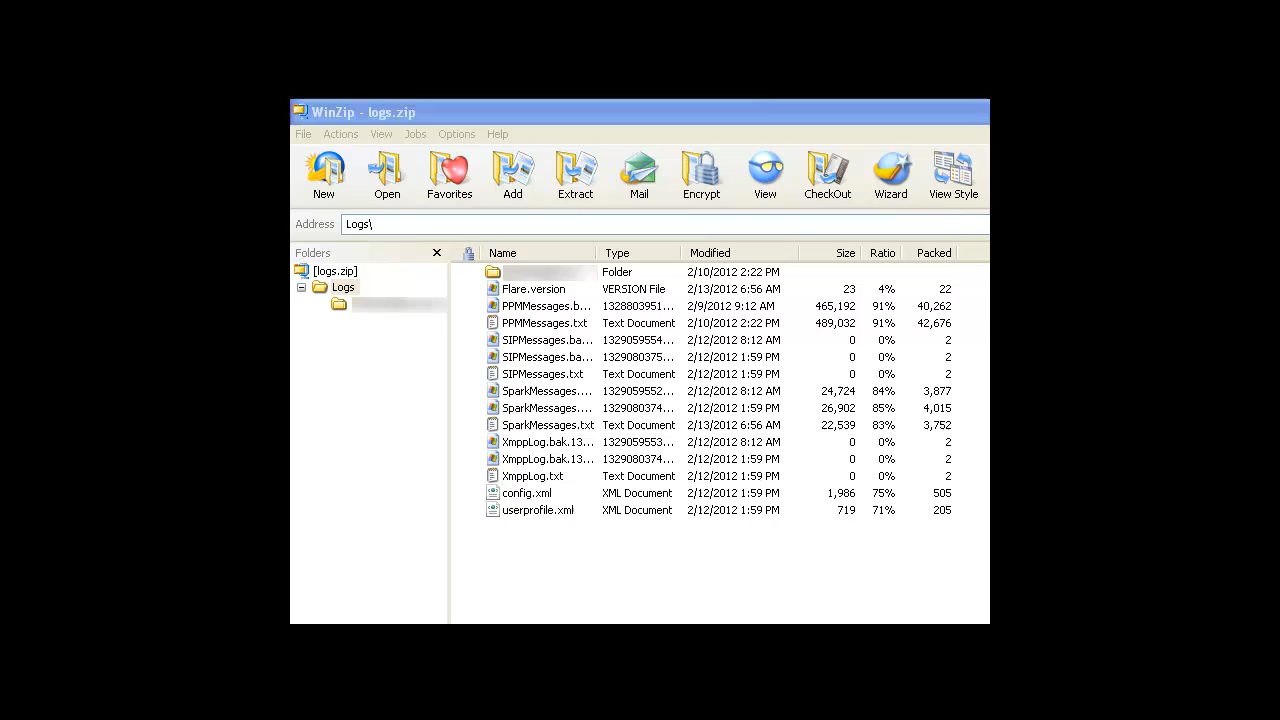 WinZip - logs.zip
File Actions View Jobs Options Help
New Open Favorites Add Extract Mail Encrypt View CheckOut Wizard View Style
Address Logs\
Folders
[logs.zip]
Logs
Name Type Modified Size Ratio Packed
Folder 2/10/2012 2:22 PM
Flare.version VERSION File 2/13/2012 6:56 AM 23 4% 22
PPMMessages.b... 1328803951... 2/9/2012 9:12 AM 465,192 91% 40,262
PPMMessages.txt Text Document 2/10/2012 2:22 PM 489,032 91% 42,676
SIPMessages.ba... 1329059554... 2/12/2012 8:12 AM 0 0% 2
SIPMessages.ba... 1329080375... 2/12/2012 1:59 PM 0 0% 2
SIPMessages.txt Text Document 2/12/2012 1:59 PM 0 0% 2
SparkMessages.... 1329059552... 2/12/2012 8:12 AM 24,724 84% 3,877
SparkMessages.... 1329080374... 2/12/2012 1:59 PM 26,902 85% 4,015
SparkMessages.txt Text Document 2/13/2012 6:56 AM 22,539 83% 3,752
XmppLog.bak.13... 1329059553... 2/12/2012 8:12 AM 0 0% 2
XmppLog.bak.13... 1329080374... 2/12/2012 1:59 PM 0 0% 2
XmppLog.txt Text Document 2/12/2012 1:59 PM 0 0% 2
config.xml XML Document 2/12/2012 1:59 PM 1,986 75% 505
userprofile.xml XML Document 2/12/2012 1:59 PM 719 71% 205